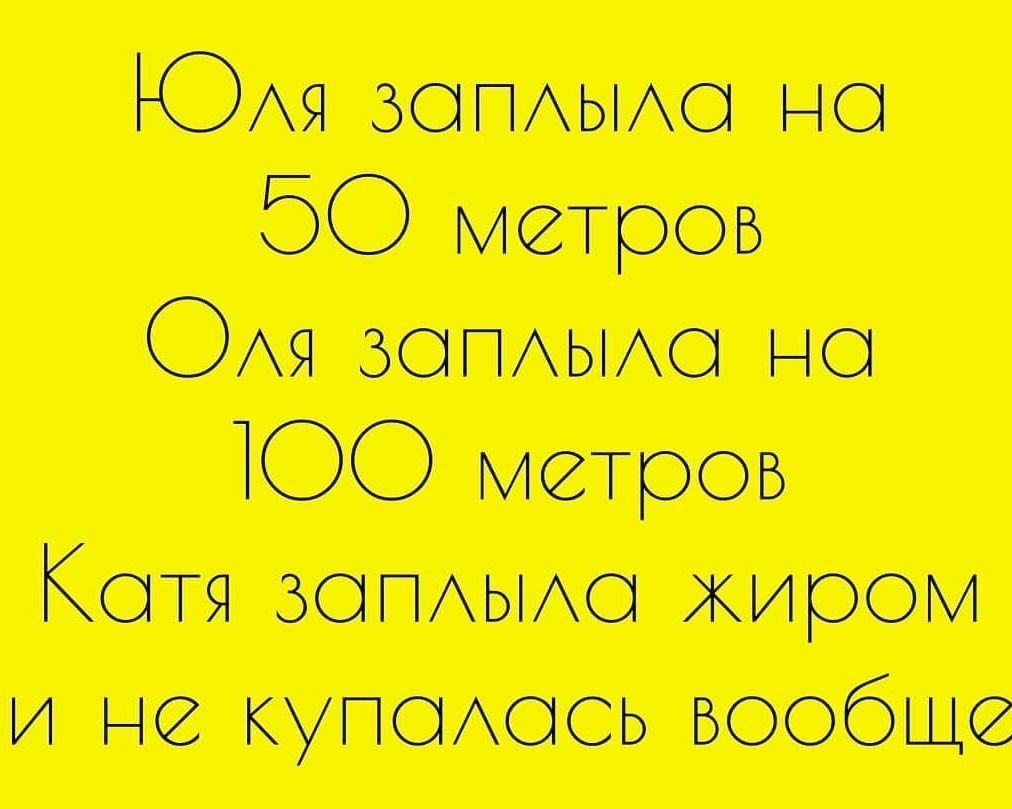 Юля заплыла на
50 метров
Оля заплыла на
100 метров
Катя заплыла жиром
и не купалась вообще